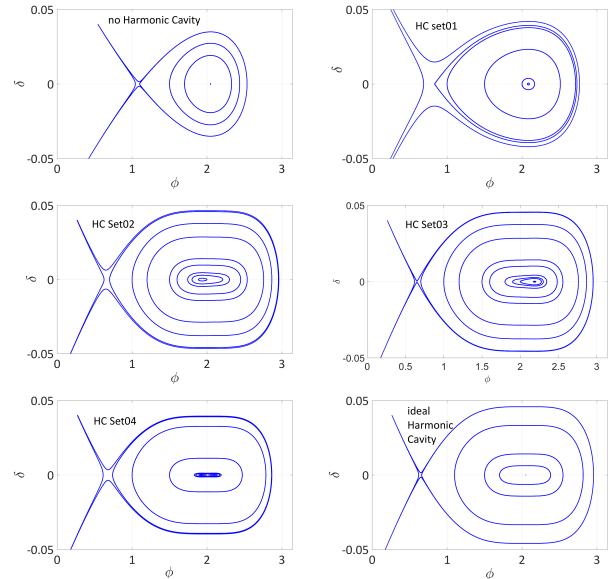 0.05
no Harmonic Cavity
δ
0
-0.05
0
1
2
3
ϕ
0.05
HC set01
δ
0
-0.05
0
1
2
3
ϕ
0.05
HC Set02
δ
0
-0.05
0
1
2
3
ϕ
0.05
HC Set03
δ
0
-0.05
0
0.5
1
1.5
2
2.5
3
ϕ
0.05
HC Set04
δ
0
-0.05
0
1
2
3
ϕ
0.05
ideal
Harmonic
Cavity
δ
0
-0.05
0
1
2
3
ϕ